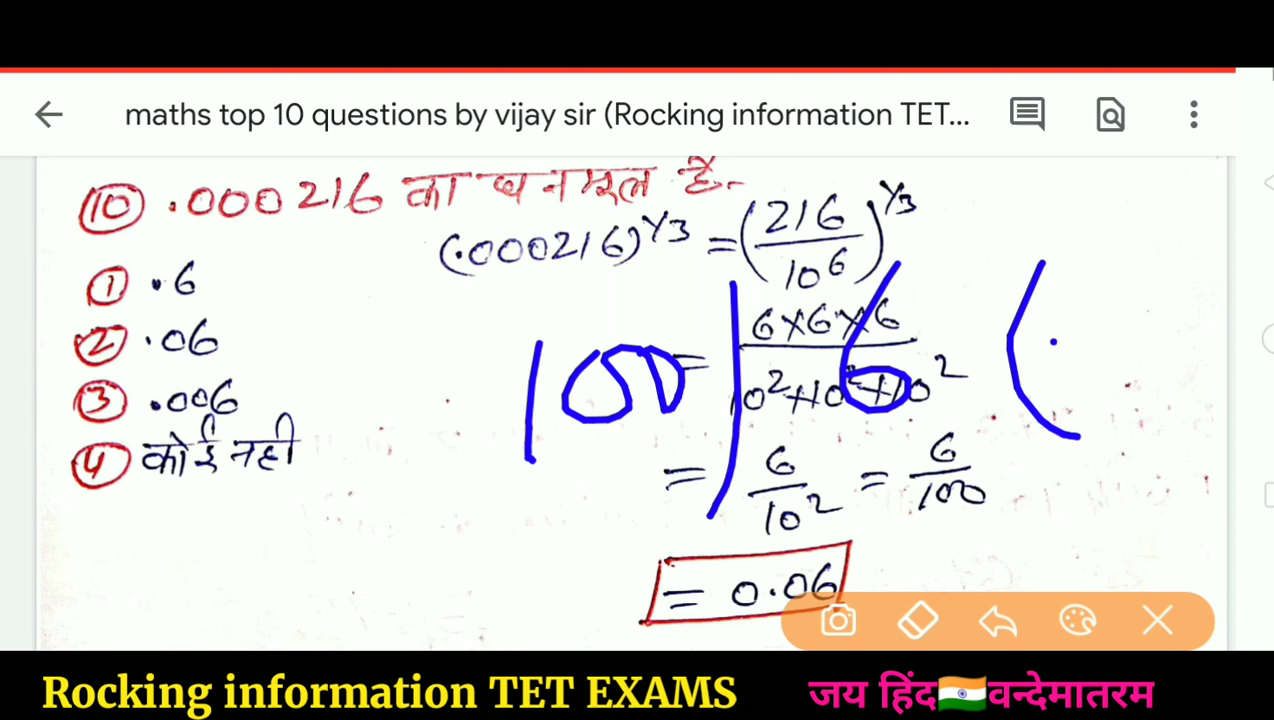 maths top 10 questions by vijay sir (Rocking information TET...
10 .000216 का घनमूल है-
(.000216)^1/3 = (216/10^6)^1/3
1 .6
2 .06
3 .006
4 कोई नही
= 6×6×6 / 10^2×10^2×10^2
= 6/10^2 = 6/100
= 0.06
100 | 6 ( .
Rocking information TET EXAMS
जय हिंद🇮🇳वन्देमातरम